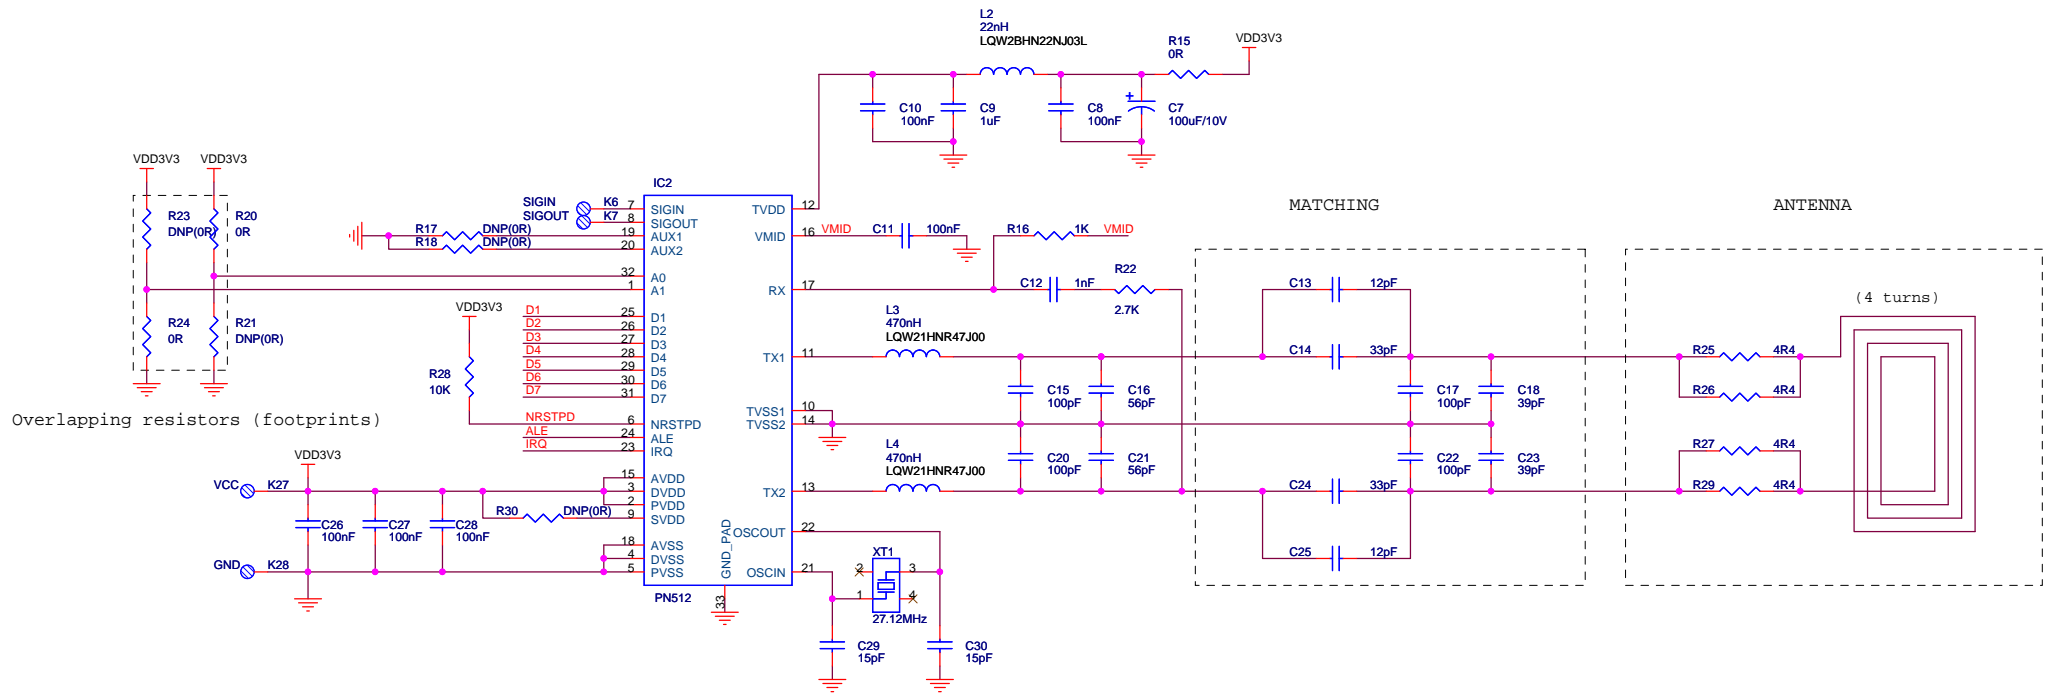 L2
22nH
LQW2BHN22NJ03L
R15
0R
VDD3V3
C10
100nF
C9
1uF
C8
100nF
+
C7
100uF/10V
VDD3V3
VDD3V3
R23
DNP(0R)
R20
0R
R24
0R
R21
DNP(0R)
Overlapping resistors (footprints)
SIGIN
K6
SIGOUT
K7
R17
DNP(0R)
R18
DNP(0R)
VDD3V3
R28
10K
D1
D2
D3
D4
D5
D6
D7
NRSTPD
ALE
IRQ
VDD3V3
VCC
K27
C26
100nF
C27
100nF
C28
100nF
R30
DNP(0R)
GND
K28
IC2
7
SIGIN
8
SIGOUT
19
AUX1
20
AUX2
32
A0
1
A1
25
D1
26
D2
27
D3
28
D4
29
D5
30
D6
31
D7
6
NRSTPD
24
ALE
23
IRQ
15
AVDD
3
DVDD
2
PVDD
9
SVDD
18
AVSS
4
DVSS
5
PVSS
TVDD
12
VMID
16
RX
17
TX1
11
TVSS1
10
TVSS2
14
TX2
13
OSCOUT
22
OSCIN
21
GND_PAD
33
PN512
VMID
C11
100nF
R16
1K
VMID
C12
1nF
R22
2.7K
L3
470nH
LQW21HNR47J00
C15
100pF
C16
56pF
L4
470nH
LQW21HNR47J00
C20
100pF
C21
56pF
XT1
2
3
1
4
27.12MHz
C29
15pF
C30
15pF
MATCHING
C13
12pF
C14
33pF
C17
100pF
C18
39pF
C22
100pF
C23
39pF
C24
33pF
C25
12pF
ANTENNA
(4 turns)
R25
4R4
R26
4R4
R27
4R4
R29
4R4